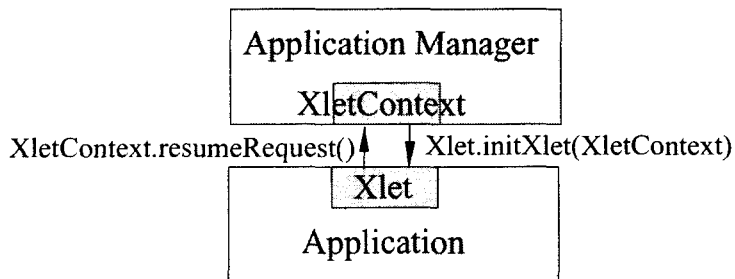 Application Manager
XletContext
XletContext.resumeRequest() Xlet.initXlet(XletContext)
Xlet
Application